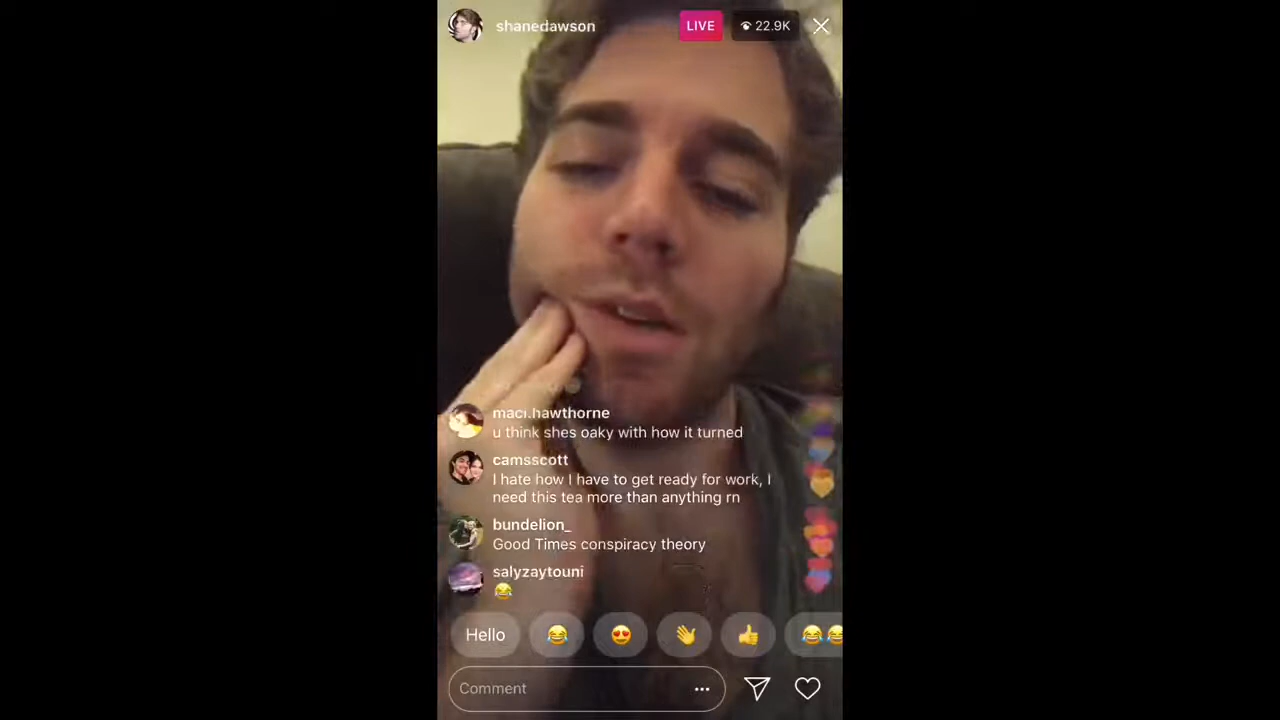 shanedawson
LIVE
22.9K
maci.hawthorne
u think shes oaky with how it turned
camsscott
I hate how I have to get ready for work, I
need this tea more than anything rn
bundelion_
Good Times conspiracy theory
salyzaytouni
😂
Hello 😂 😍 👋 👍 😂😂
Comment